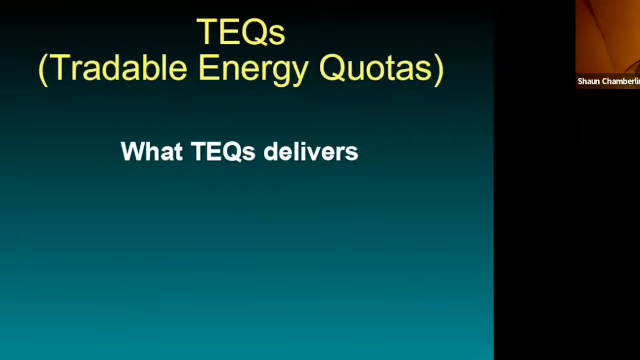 TEQs
(Tradable Energy Quotas)
What TEQs delivers
Shaun Chamberlin